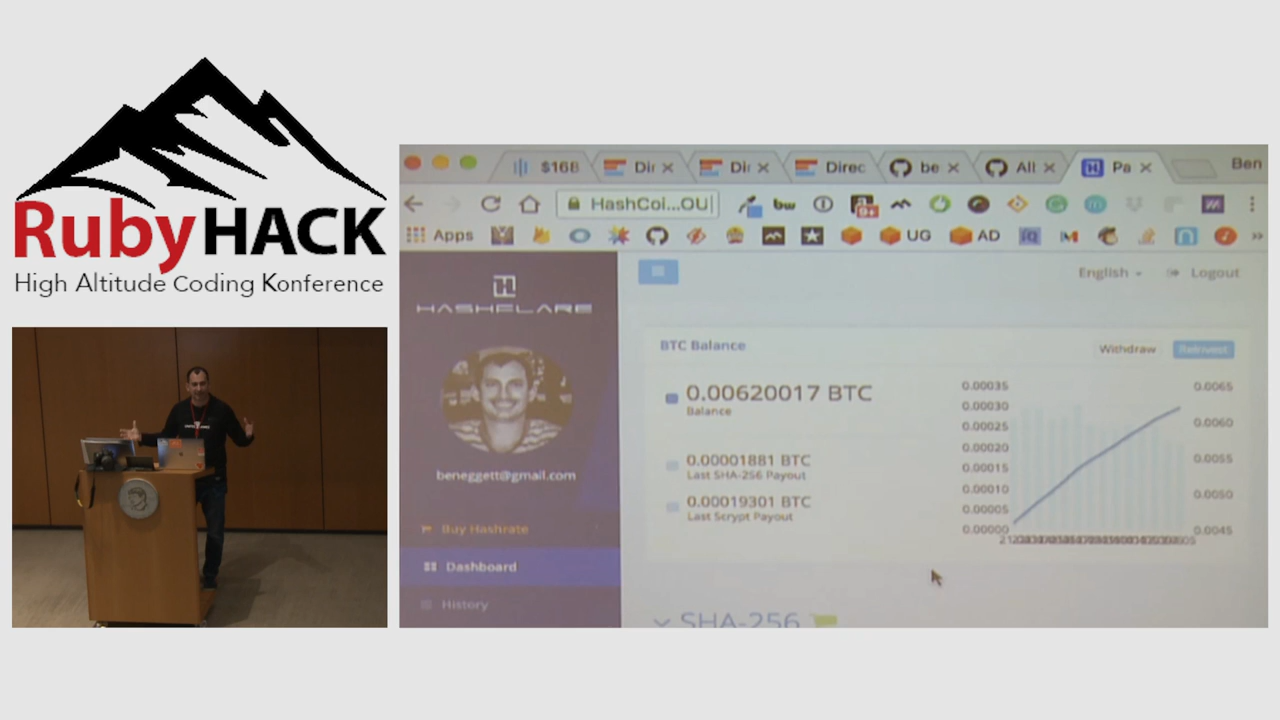 RubyHACK
High Altitude Coding Konference
$16B
Dir
Dir
Direc
be
All
Pa
Ben
HashCoi...OU
bw
9+
Apps
UG
AD
HASHFLARE
beneggett@gmail.com
Buy Hashrate
Dashboard
History
English
Logout
BTC Balance
Withdraw
Reinvest
0.00620017 BTC
Balance
0.00001881 BTC
Last SHA-256 Payout
0.00019301 BTC
Last Scrypt Payout
0.00035
0.00030
0.00025
0.00020
0.00015
0.00010
0.00005
0.00000
0.0065
0.0060
0.0055
0.0050
0.0045
SHA-256